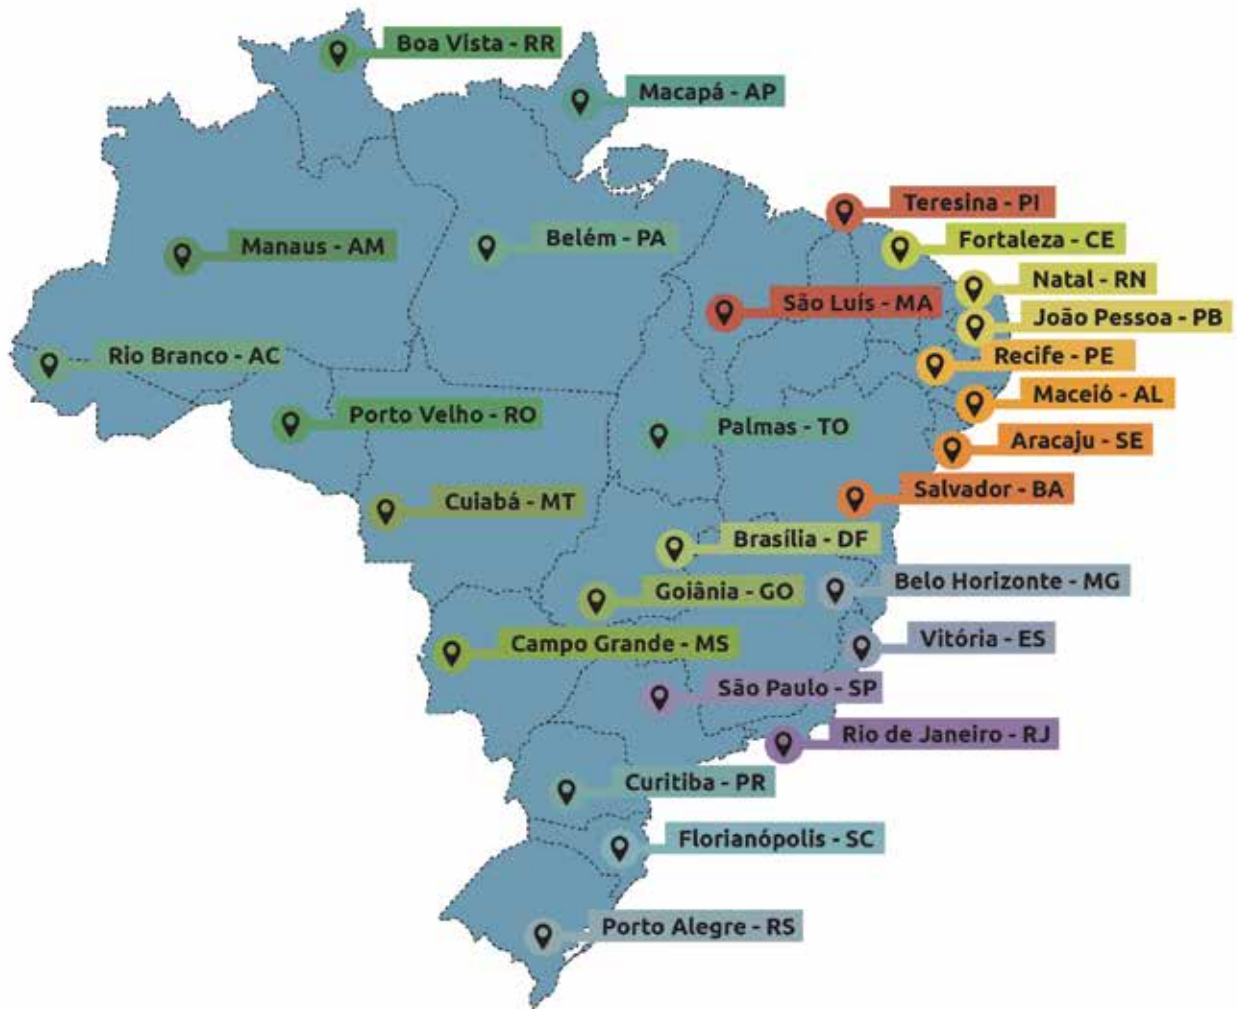 Boa Vista - RR
Macapá - AP
Teresina - PI
Fortaleza - CE
Manaus - AM
Belém - PA
Natal - RN
São Luís - MA
João Pessoa - PB
Rio Branco - AC
Recife - PE
Maceió - AL
Porto Velho - RO
Palmas - TO
Aracaju - SE
Salvador - BA
Cuiabá - MT
Brasília - DF
Belo Horizonte - MG
Goiânia - GO
Vitória - ES
Campo Grande - MS
São Paulo - SP
Rio de Janeiro - RJ
Curitiba - PR
Florianópolis - SC
Porto Alegre - RS